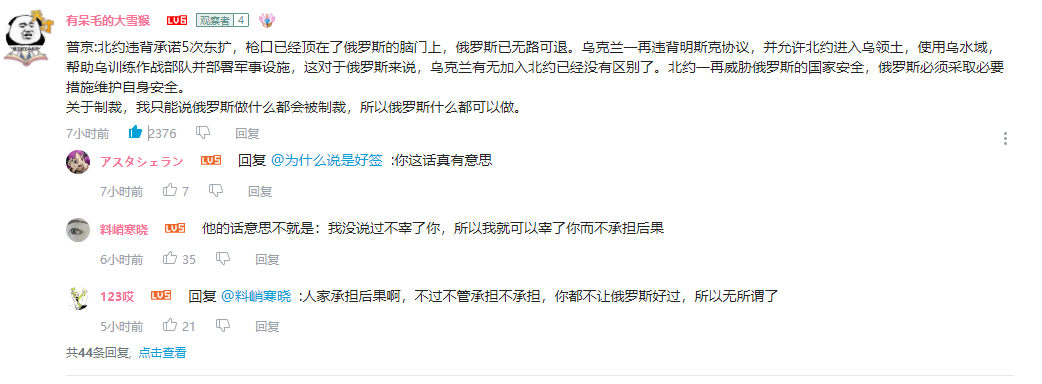 有呆毛的大雪猴 LV6 观察者 4
普京:北约违背承诺5次东扩，枪口已经顶在了俄罗斯的脑门上，俄罗斯已无路可退。乌克兰一再违背明斯克协议，并允许北约进入乌领土，使用乌水域，
帮助乌训练作战部队并部署军事设施，这对于俄罗斯来说，乌克兰有无加入北约已经没有区别了。北约一再威胁俄罗斯的国家安全，俄罗斯必须采取必要
措施维护自身安全。
关于制裁，我只能说俄罗斯做什么都会被制裁，所以俄罗斯什么都可以做。
7小时前 2376 回复
アスタシェラン LV5 回复 @为什么说是好签 :你这话真有意思
7小时前 7 回复
料峭寒晓 LV5 他的话意思不就是：我没说过不宰了你，所以我就可以宰了你而不承担后果
6小时前 35 回复
123哎 LV5 回复 @料峭寒晓 :人家承担后果啊，不过不管承担不承担，你都不让俄罗斯好过，所以无所谓了
5小时前 21 回复
共44条回复, 点击查看